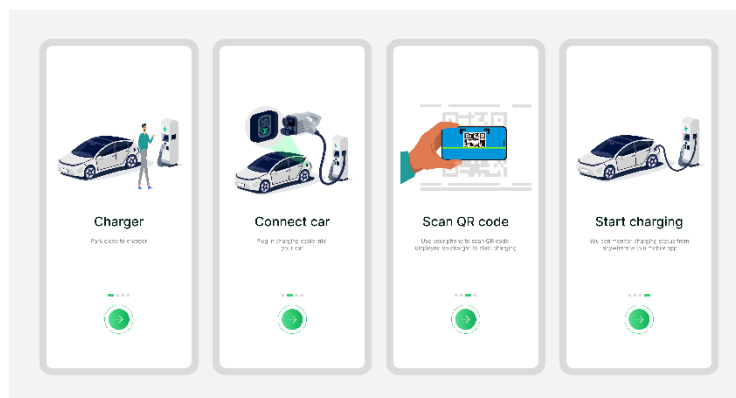 Charger
Park close to charger
Connect car
Plug in charging cable into
your car
Scan QR code
Use your phone to scan QR code
displayed on charger to start charging
Start charging
You can monitor charging status from
anywhere within mobile app